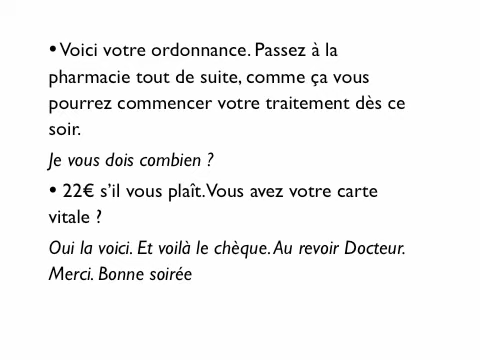 • Voici votre ordonnance. Passez à la
pharmacie tout de suite, comme ça vous
pourrez commencer votre traitement dès ce
soir.
Je vous dois combien ?
• 22€ s’il vous plaît. Vous avez votre carte
vitale ?
Oui la voici. Et voilà le chèque. Au revoir Docteur.
Merci. Bonne soirée